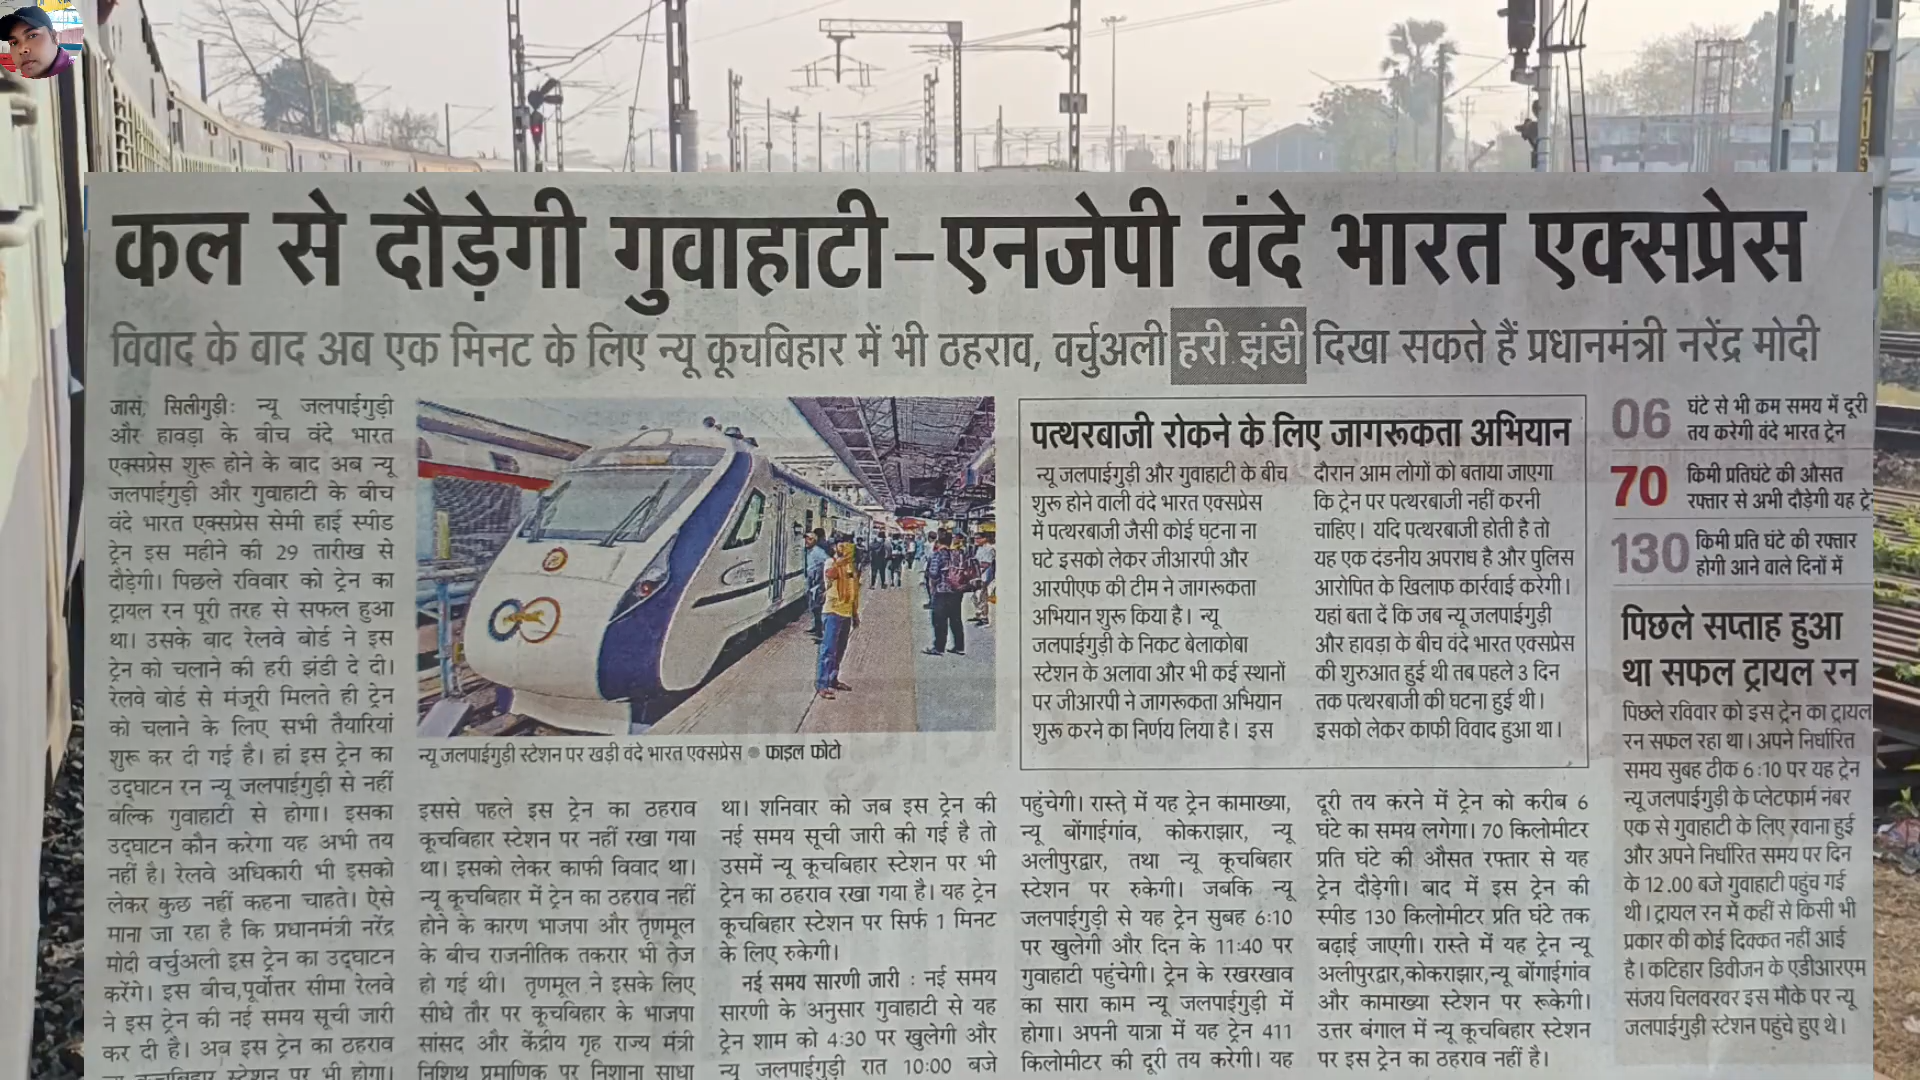 कल से दौड़ेगी गुवाहाटी-एनजेपी वंदे भारत एक्सप्रेस
विवाद के बाद अब एक मिनट के लिए न्यू कूचबिहार में भी ठहराव, वर्चुअली हरी झंडी दिखा सकते हैं प्रधानमंत्री नरेंद्र मोदी
जासं, सिलीगुड़ी: न्यू जलपाईगुड़ी
और हावड़ा के बीच वंदे भारत
एक्सप्रेस शुरू होने के बाद अब न्यू
जलपाईगुड़ी और गुवाहाटी के बीच
वंदे भारत एक्सप्रेस सेमी हाई स्पीड
ट्रेन इस महीने की 29 तारीख से
दौड़ेगी। पिछले रविवार को ट्रेन का
ट्रायल रन पूरी तरह से सफल हुआ
था। उसके बाद रेलवे बोर्ड ने इस
ट्रेन को चलाने की हरी झंडी दे दी।
रेलवे बोर्ड से मंजूरी मिलते ही ट्रेन
को चलाने के लिए सभी तैयारियां
शुरू कर दी गई है। हां इस ट्रेन का
उद्घाटन रन न्यू जलपाईगुड़ी से नहीं
बल्कि गुवाहाटी से होगा। इसका
उद्घाटन कौन करेगा यह अभी तय
नहीं है। रेलवे अधिकारी भी इसको
लेकर कुछ नहीं कहना चाहते। ऐसे
माना जा रहा है कि प्रधानमंत्री नरेंद्र
मोदी वर्चुअली इस ट्रेन का उद्घाटन
करेंगे। इस बीच,पूर्वोत्तर सीमा रेलवे
ने इस ट्रेन की नई समय सूची जारी
कर दी है। अब इस ट्रेन का ठहराव
न्यू कूचबिहार स्टेशन पर भी होगा।
न्यू जलपाईगुड़ी स्टेशन पर खड़ी वंदे भारत एक्सप्रेस ● फाइल फोटो
इससे पहले इस ट्रेन का ठहराव
कूचबिहार स्टेशन पर नहीं रखा गया
था। इसको लेकर काफी विवाद था।
न्यू कूचबिहार में ट्रेन का ठहराव नहीं
होने के कारण भाजपा और तृणमूल
के बीच राजनीतिक तकरार भी तेज
हो गई थी। तृणमूल ने इसके लिए
सीधे तौर पर कूचबिहार के भाजपा
सांसद और केंद्रीय गृह राज्य मंत्री
निशिथ प्रमाणिक पर निशाना साधा
था। शनिवार को जब इस ट्रेन की
नई समय सूची जारी की गई है तो
उसमें न्यू कूचबिहार स्टेशन पर भी
ट्रेन का ठहराव रखा गया है। यह ट्रेन
कूचबिहार स्टेशन पर सिर्फ 1 मिनट
के लिए रुकेगी।
नई समय सारणी जारी : नई समय
सारणी के अनुसार गुवाहाटी से यह
ट्रेन शाम को 4:30 पर खुलेगी और
न्यू जलपाईगुड़ी रात 10:00 बजे
पहुंचेगी। रास्ते में यह ट्रेन कामाख्या,
न्यू बोंगाईगांव, कोकराझार, न्यू
अलीपुरद्वार, तथा न्यू कूचबिहार
स्टेशन पर रुकेगी। जबकि न्यू
जलपाईगुड़ी से यह ट्रेन सुबह 6:10
पर खुलेगी और दिन के 11:40 पर
गुवाहाटी पहुंचेगी। ट्रेन के रखरखाव
का सारा काम न्यू जलपाईगुड़ी में
होगा। अपनी यात्रा में यह ट्रेन 411
किलोमीटर की दूरी तय करेगी। यह
दूरी तय करने में ट्रेन को करीब 6
घंटे का समय लगेगा। 70 किलोमीटर
प्रति घंटे की औसत रफ्तार से यह
ट्रेन दौड़ेगी। बाद में इस ट्रेन की
स्पीड 130 किलोमीटर प्रति घंटे तक
बढ़ाई जाएगी। रास्ते में यह ट्रेन न्यू
अलीपुरद्वार,कोकराझार,न्यू बोंगाईगांव
और कामाख्या स्टेशन पर रूकेगी।
उत्तर बंगाल में न्यू कूचबिहार स्टेशन
पर इस ट्रेन का ठहराव नहीं है।
पत्थरबाजी रोकने के लिए जागरूकता अभियान
न्यू जलपाईगुड़ी और गुवाहाटी के बीच
शुरू होने वाली वंदे भारत एक्सप्रेस
में पत्थरबाजी जैसी कोई घटना ना
घटे इसको लेकर जीआरपी और
आरपीएफ की टीम ने जागरूकता
अभियान शुरू किया है। न्यू
जलपाईगुड़ी के निकट बेलाकोबा
स्टेशन के अलावा और भी कई स्थानों
पर जीआरपी ने जागरूकता अभियान
शुरू करने का निर्णय लिया है। इस
दौरान आम लोगों को बताया जाएगा
कि ट्रेन पर पत्थरबाजी नहीं करनी
चाहिए। यदि पत्थरबाजी होती है तो
यह एक दंडनीय अपराध है और पुलिस
आरोपित के खिलाफ कार्रवाई करेगी।
यहां बता दें कि जब न्यू जलपाईगुड़ी
और हावड़ा के बीच वंदे भारत एक्सप्रेस
की शुरुआत हुई थी तब पहले 3 दिन
तक पत्थरबाजी की घटना हुई थी।
इसको लेकर काफी विवाद हुआ था।
06 घंटे से भी कम समय में दूरी
तय करेगी वंदे भारत ट्रेन
70 किमी प्रतिघंटे की औसत
रफ्तार से अभी दौड़ेगी यह
130 किमी प्रति घंटे की रफ्तार
होगी आने वाले दिनों में
पिछले सप्ताह हुआ
था सफल ट्रायल रन
पिछले रविवार को इस ट्रेन का ट्रायल
रन सफल रहा था। अपने निर्धारित
समय सुबह ठीक 6:10 पर यह ट्रेन
न्यू जलपाईगुड़ी के प्लेटफार्म नंबर
एक से गुवाहाटी के लिए रवाना हुई
और अपने निर्धारित समय पर दिन
के 12.00 बजे गुवाहाटी पहुंच गई
थी। ट्रायल रन में कहीं से किसी भी
प्रकार की कोई दिक्कत नहीं आई
है। कटिहार डिवीजन के एडीआरएम
संजय चिलवरवर इस मौके पर न्यू
जलपाईगुड़ी स्टेशन पहुंचे हुए थे।